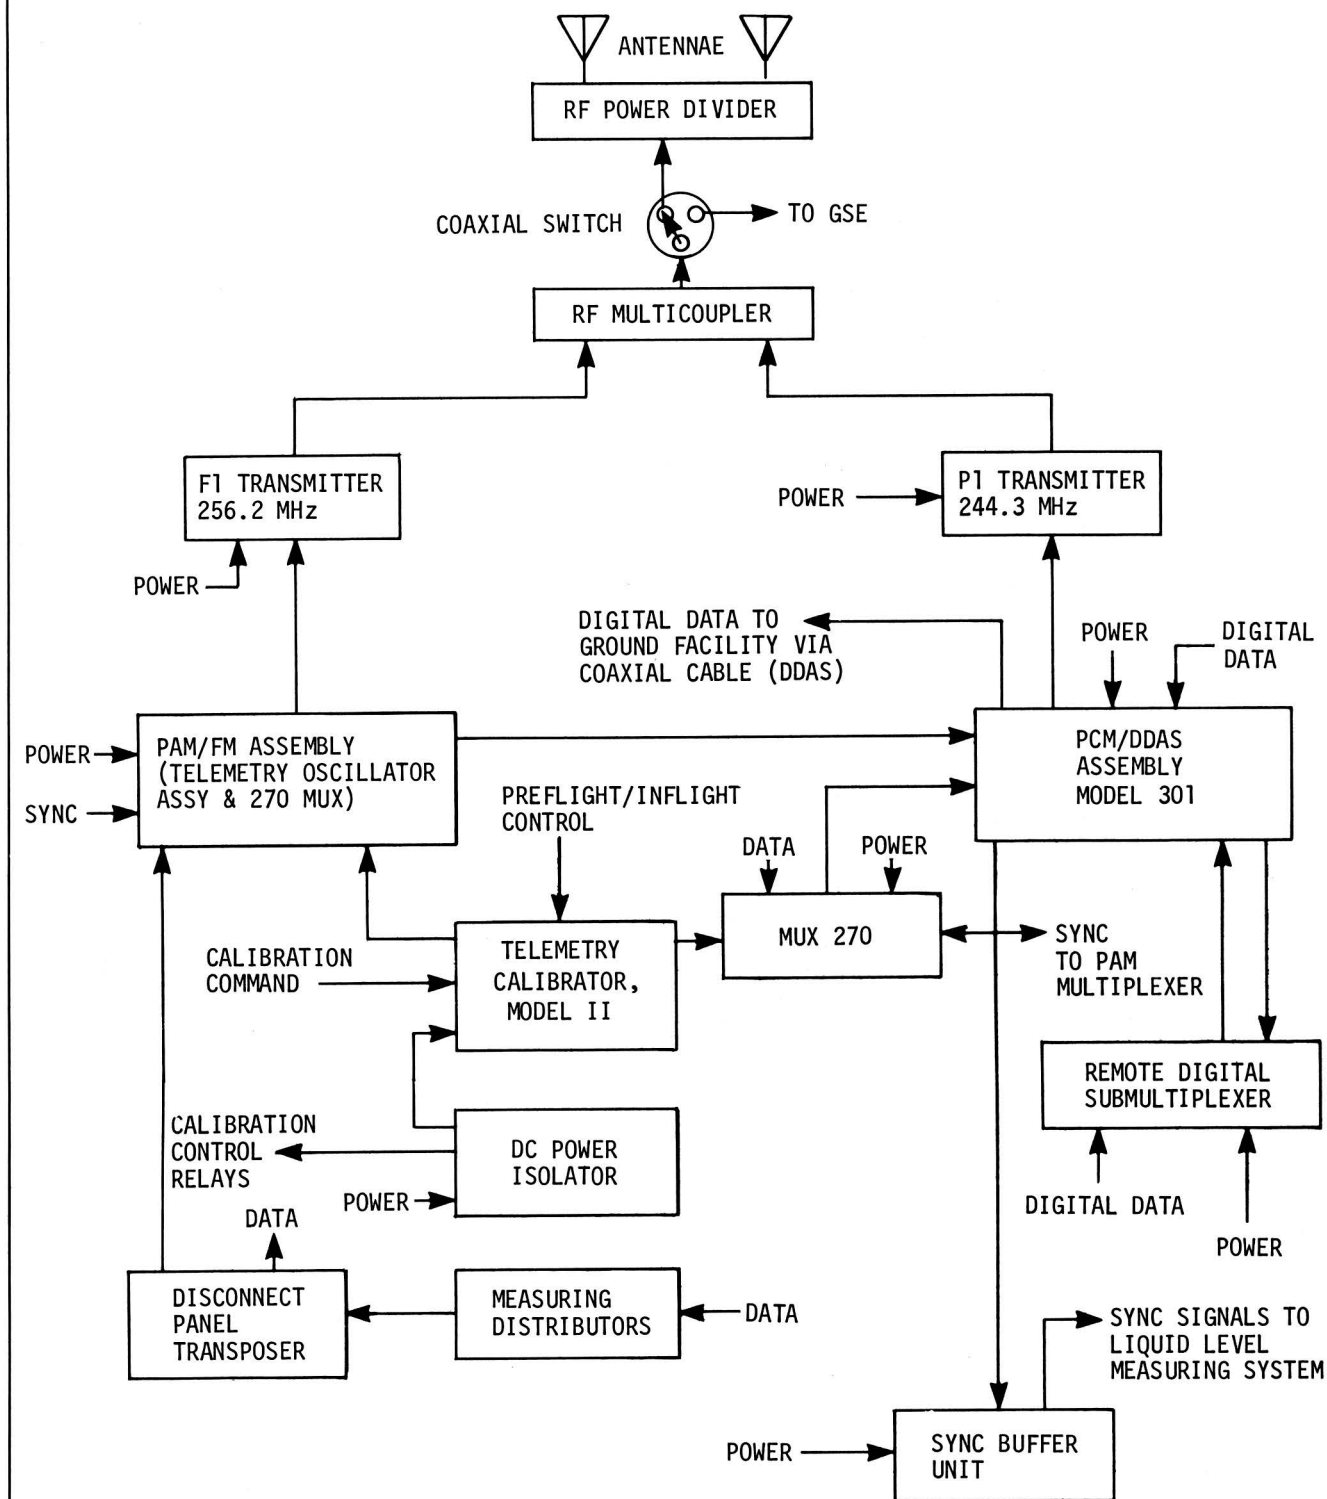 ANTENNAE
RF POWER DIVIDER
COAXIAL SWITCH
TO GSE
RF MULTICOUPLER
F1 TRANSMITTER
256.2 MHz
POWER
P1 TRANSMITTER
244.3 MHz
POWER
DIGITAL DATA TO
GROUND FACILITY VIA
COAXIAL CABLE (DDAS)
POWER
DIGITAL
DATA
POWER
SYNC
PAM/FM ASSEMBLY
(TELEMETRY OSCILLATOR
ASSY & 270 MUX)
PCM/DDAS
ASSEMBLY
MODEL 301
PREFLIGHT/INFLIGHT
CONTROL
DATA
POWER
CALIBRATION
COMMAND
TELEMETRY
CALIBRATOR,
MODEL II
MUX 270
SYNC
TO PAM
MULTIPLEXER
REMOTE DIGITAL
SUBMULTIPLEXER
CALIBRATION
CONTROL
RELAYS
POWER
DC POWER
ISOLATOR
DIGITAL DATA
POWER
DATA
DISCONNECT
PANEL
TRANSPOSER
MEASURING
DISTRIBUTORS
DATA
SYNC SIGNALS TO
LIQUID LEVEL
MEASURING SYSTEM
POWER
SYNC BUFFER
UNIT